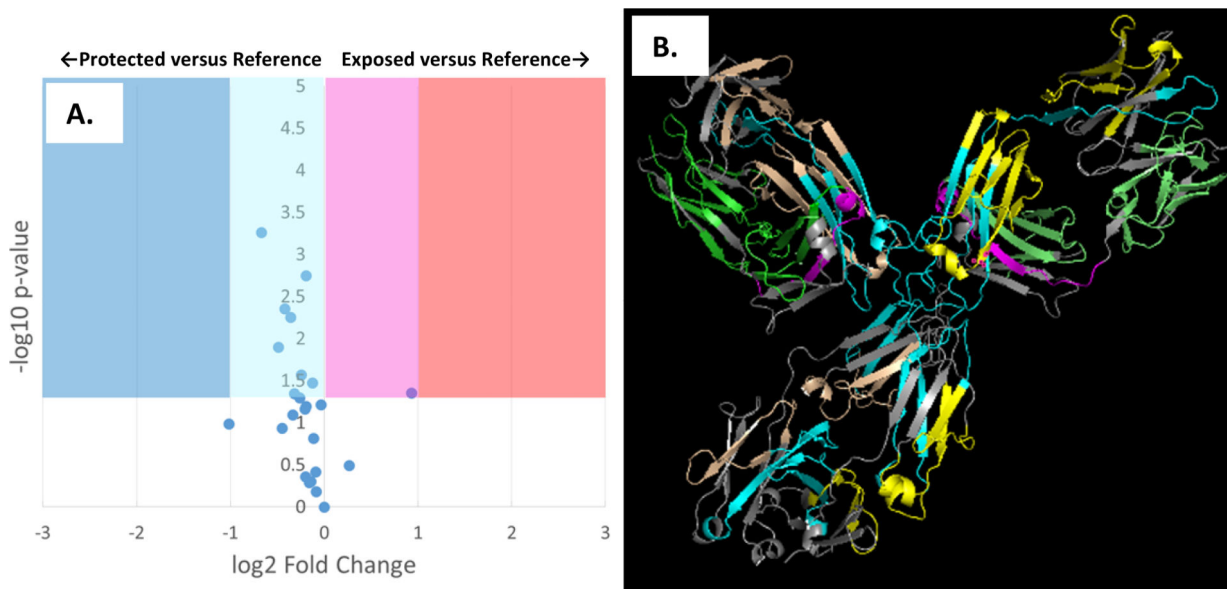 ←Protected versus Reference Exposed versus Reference→
A.
B.
5
4.5
4
3.5
3
2.5
2
1.5
1
0.5
0
-log10 p-value
-3 -2 -1 0 1 2 3
log2 Fold Change